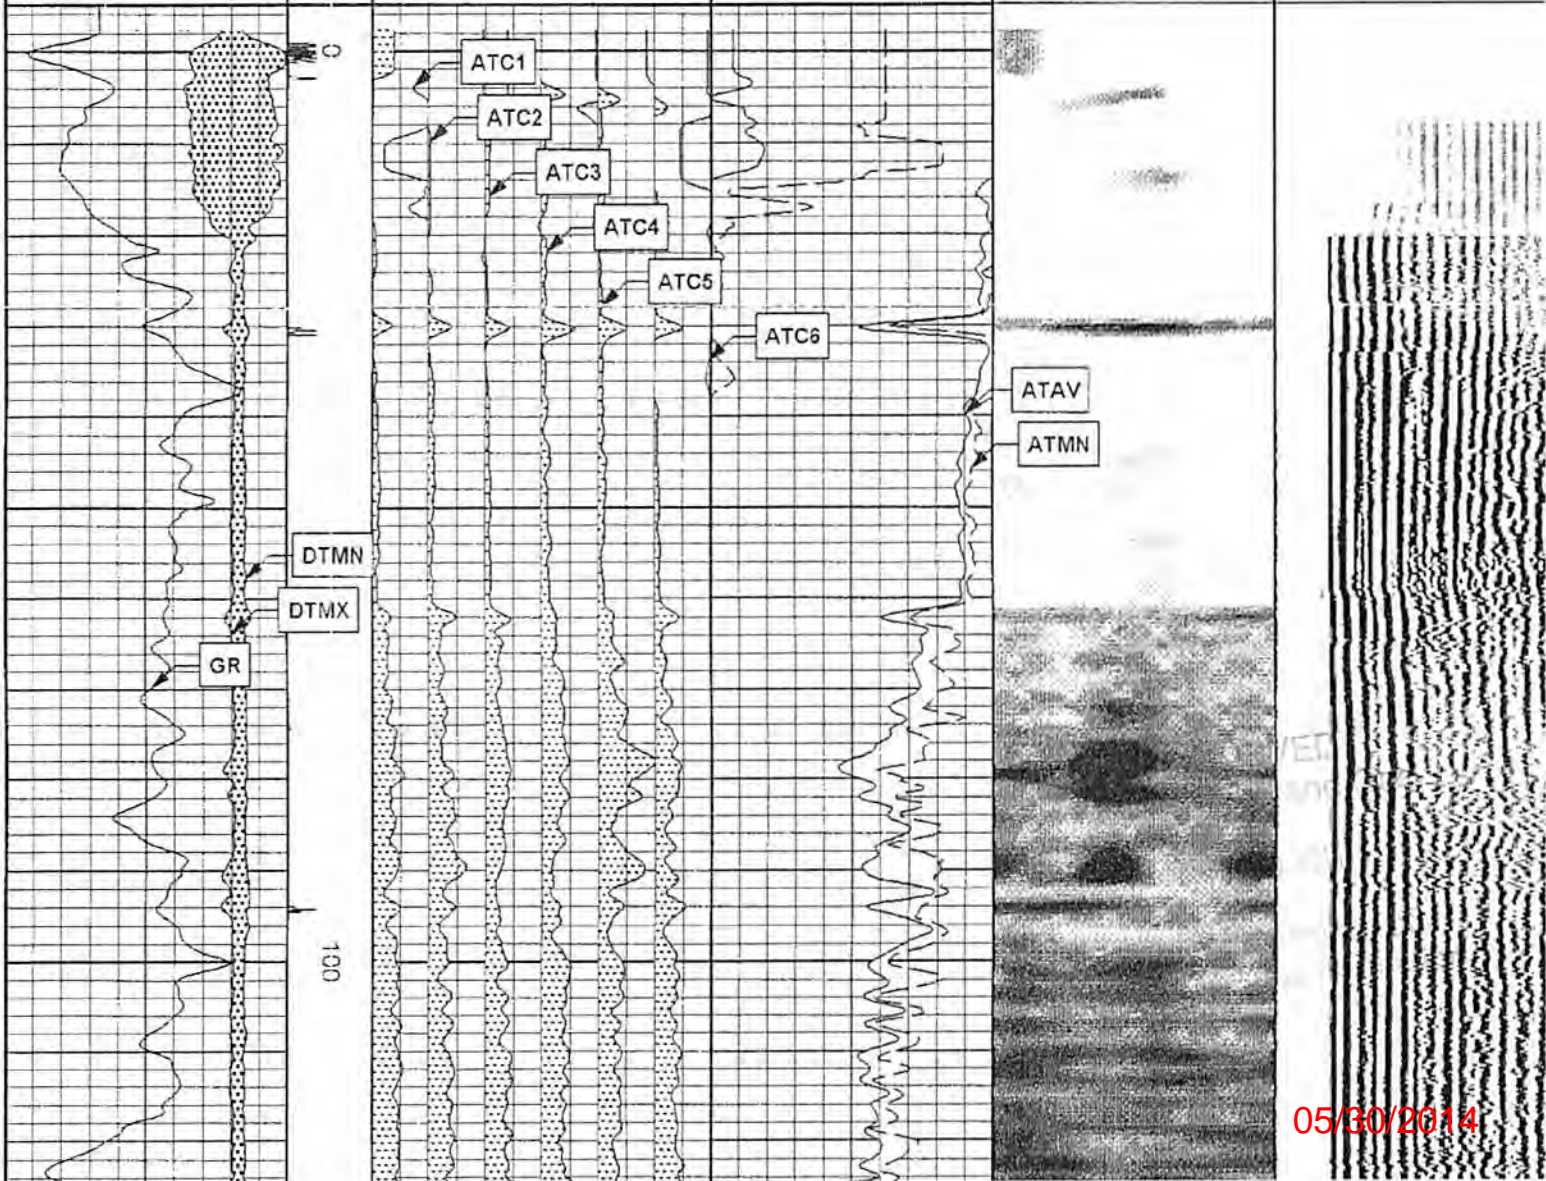 0
ATC1
ATC2
ATC3
ATC4
ATC5
ATC6
ATAV
ATMN
DTMN
DTMX
GR
100
05/30/2014